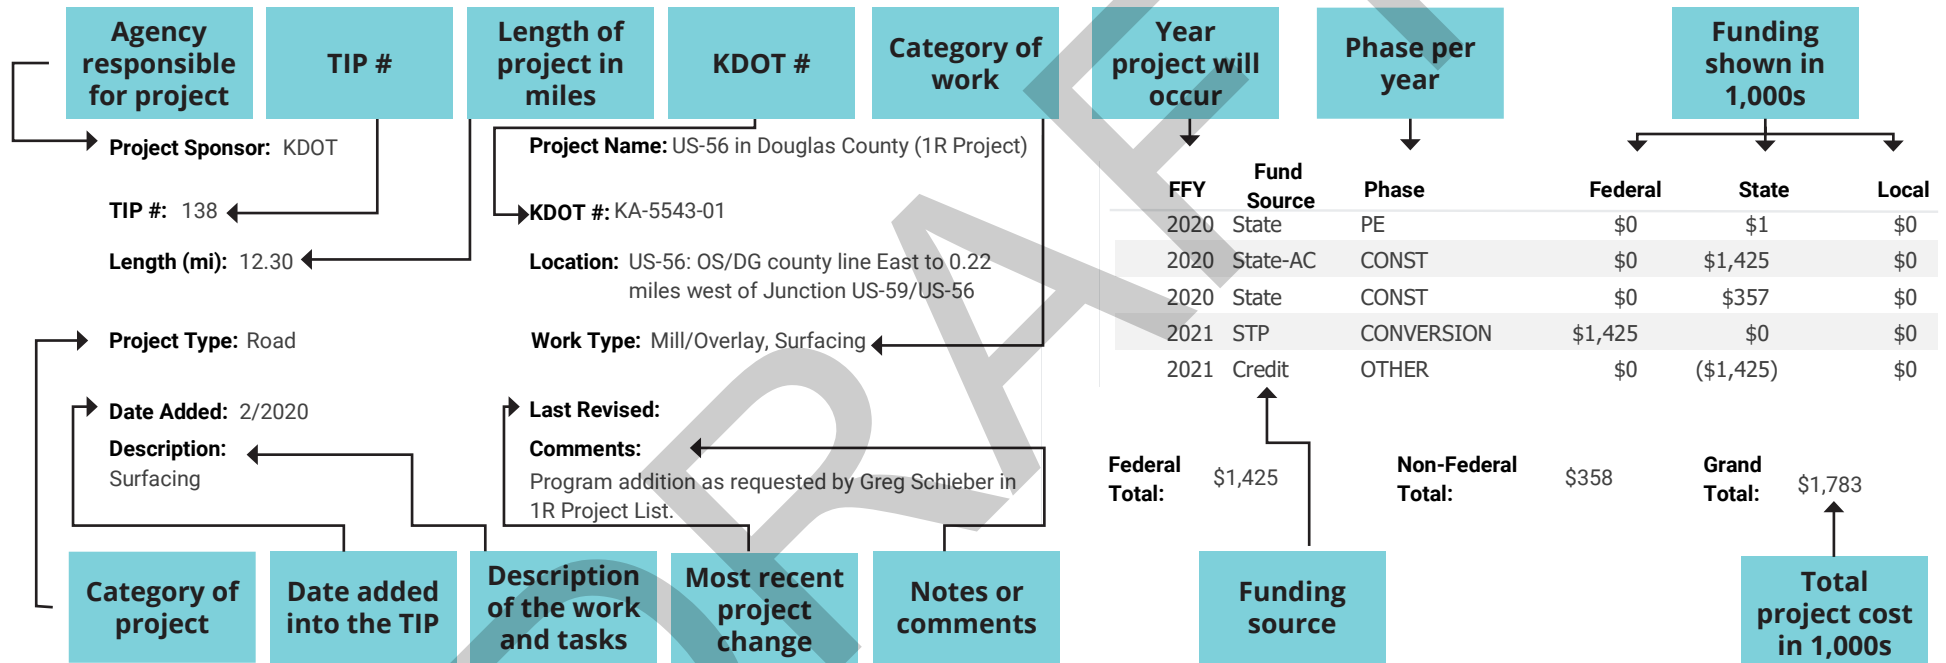 Agency
responsible
for project
TIP #
Length of
project in
miles
KDOT #
Category of
work
Year
project will
occur
Phase per
year
Funding
shown in
1,000s
Project Sponsor: KDOT
Project Name: US-56 in Douglas County (1R Project)
TIP #: 138
KDOT #: KA-5543-01
Length (mi): 12.30
Location: US-56: OS/DG county line East to 0.22
miles west of Junction US-59/US-56
Project Type: Road
Work Type: Mill/Overlay, Surfacing
Date Added: 2/2020
Last Revised:
Description:
Surfacing
Comments:
Program addition as requested by Greg Schieber in
1R Project List.
FFY Fund Source Phase Federal State Local
2020 State PE $0 $1 $0
2020 State-AC CONST $0 $1,425 $0
2020 State CONST $0 $357 $0
2021 STP CONVERSION $1,425 $0 $0
2021 Credit OTHER $0 ($1,425) $0
Federal
Total: $1,425
Non-Federal
Total: $358
Grand
Total: $1,783
Category of
project
Date added
into the TIP
Description
of the work
and tasks
Most recent
project
change
Notes or
comments
Funding
source
Total
project cost
in 1,000s
DRAFT